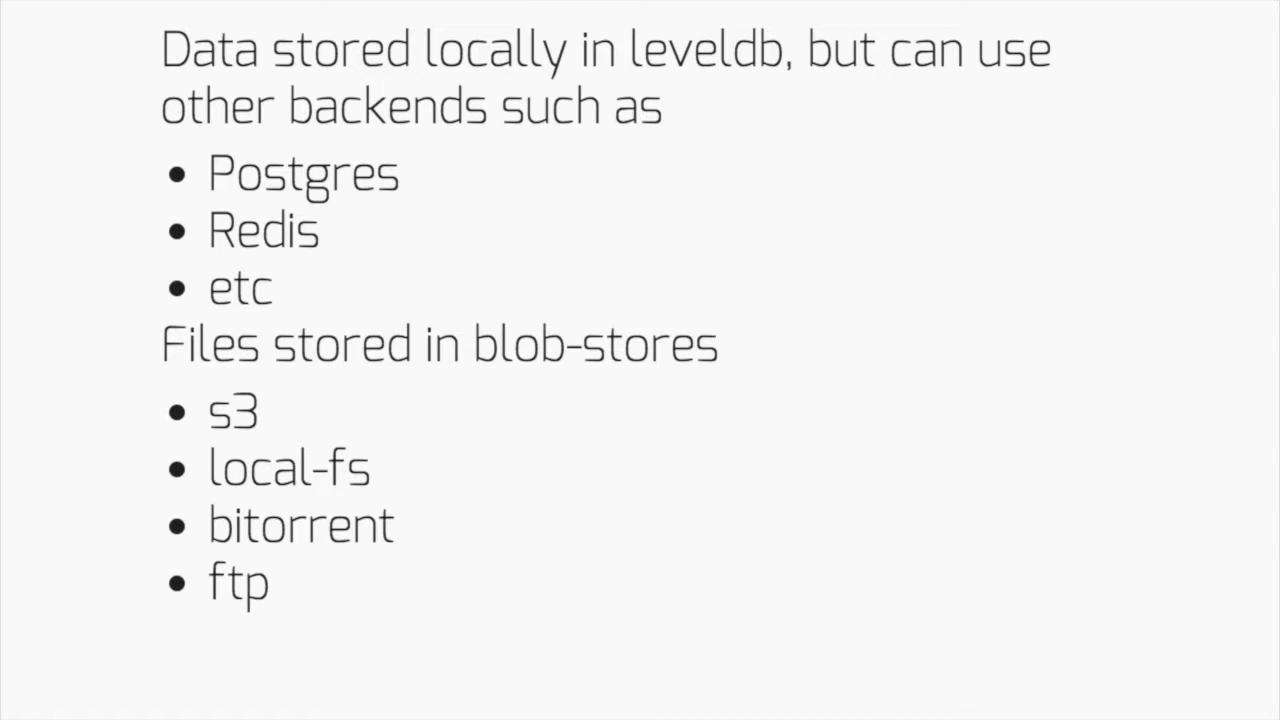 Data stored locally in leveldb, but can use
other backends such as
• Postgres
• Redis
• etc
Files stored in blob-stores
• s3
• local-fs
• bitorrent
• ftp